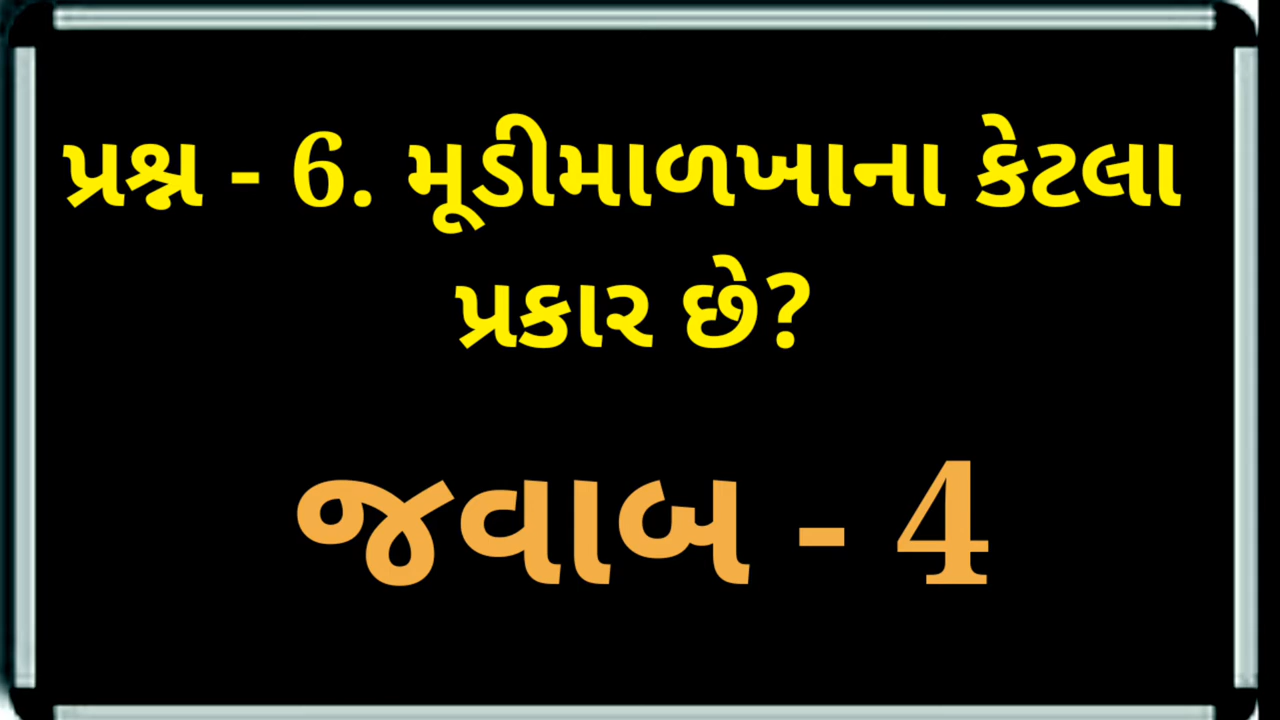 પ્રશ્ન - 6. મૂડીમાળખાના કેટલા
પ્રકાર છે?
જવાબ - 4